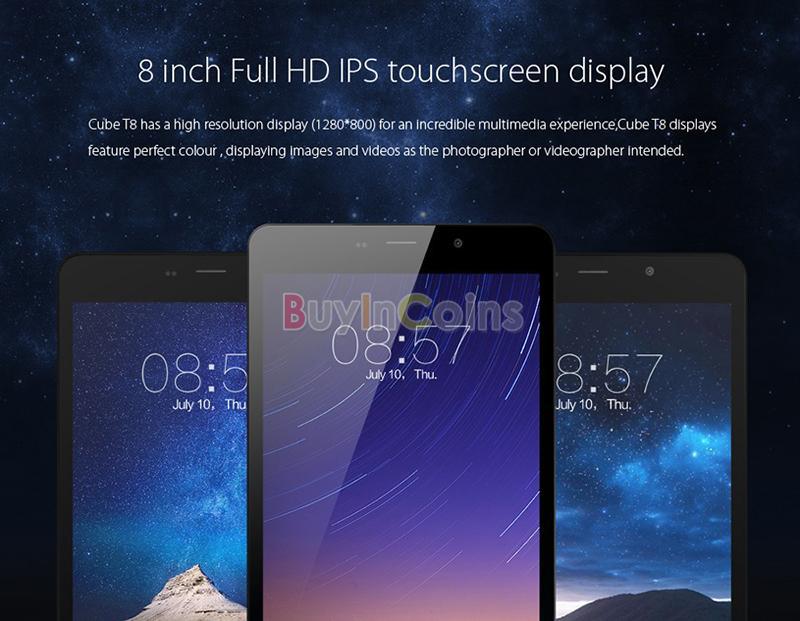 8 inch Full HD IPS touchscreen display
Cube T8 has a high resolution display (1280*800) for an incredible multimedia experience,Cube T8 displays
feature perfect colour , displaying images and videos as the photographer or videographer intended.
BuyInCoins
08:5
July 10, Thu
08:57
July 10, Thu.
8:57
July 10, Thu.